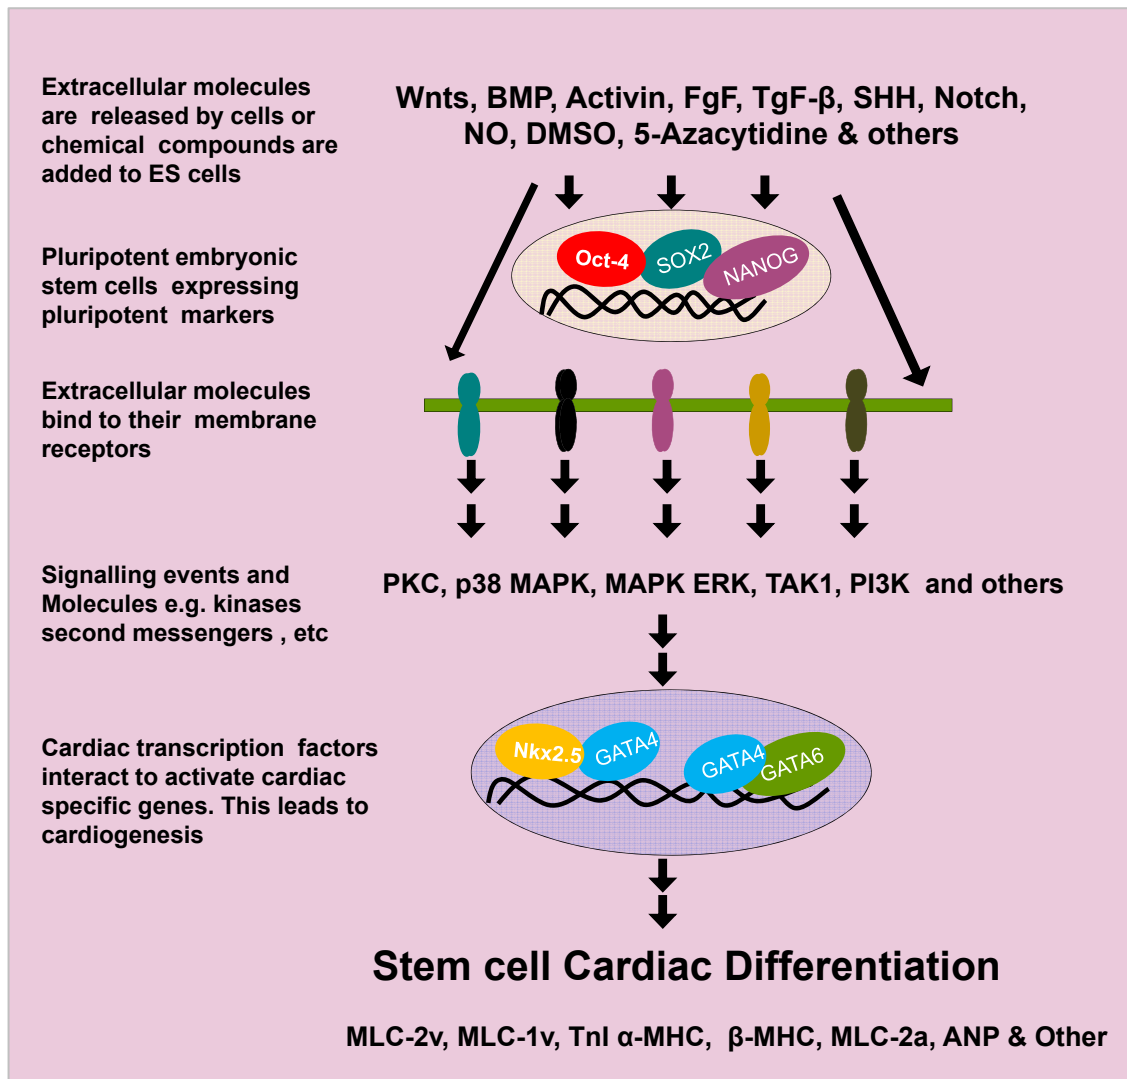 Extracellular molecules
are released by cells or
chemical compounds are
added to ES cells
Wnts, BMP, Activin, FgF, TgF-β, SHH, Notch,
NO, DMSO, 5-Azacytidine & others
Pluripotent embryonic
stem cells expressing
pluripotent markers
Oct-4
SOX2
NANOG
Extracellular molecules
bind to their membrane
receptors
Signalling events and
Molecules e.g. kinases
second messengers , etc
PKC, p38 MAPK, MAPK ERK, TAK1, PI3K and others
Cardiac transcription factors
interact to activate cardiac
specific genes. This leads to
cardiogenesis
Nkx2.5
GATA4
GATA4
GATA6
Stem cell Cardiac Differentiation
MLC-2v, MLC-1v, TnI α-MHC, β-MHC, MLC-2a, ANP & Other